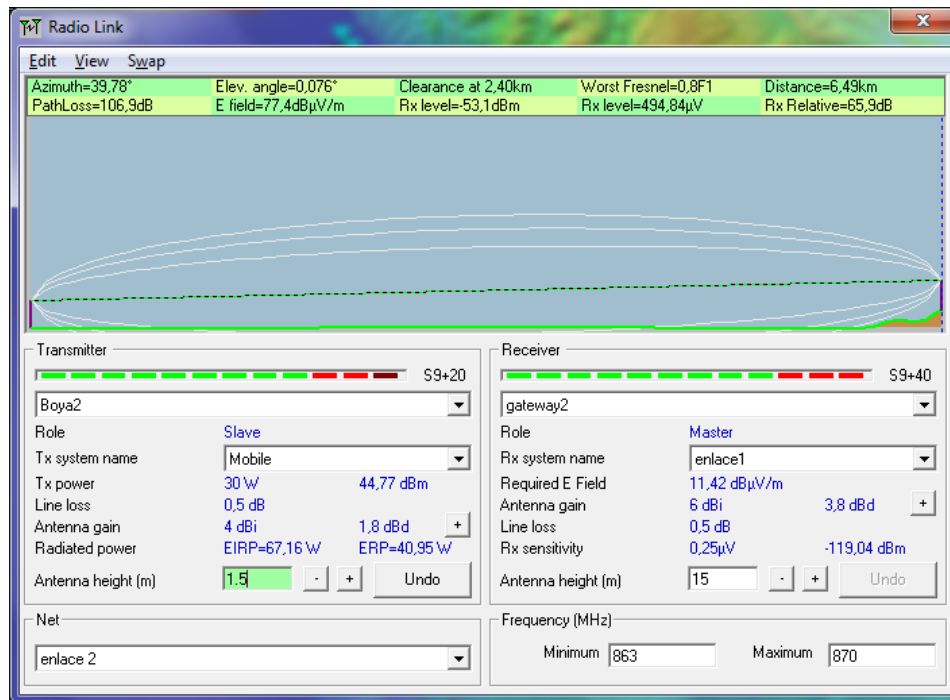 Radio Link
Edit View Swap
Azimuth=39,78° Elev. angle=0,076° Clearance at 2,40km Worst Fresnel=0,8F1 Distance=6,49km
PathLoss=106,9dB E field=77,4dBµV/m Rx level=-53,1dBm Rx level=494,84µV Rx Relative=65,9dB
Transmitter
S9+20
Boya2
Role Slave
Tx system name Mobile
Tx power 30 W 44,77 dBm
Line loss 0,5 dB
Antenna gain 4 dBi 1,8 dBd +
Radiated power EIRP=67,16 W ERP=40,95 W
Antenna height (m) 1.5 - + Undo
Net
enlace 2
Receiver
S9+40
gateway2
Role Master
Rx system name enlace1
Required E Field 11,42 dBµV/m
Antenna gain 6 dBi 3,8 dBd +
Line loss 0,5 dB
Rx sensitivity 0,25µV -119,04 dBm
Antenna height (m) 15 - + Undo
Frequency (MHz)
Minimum 863 Maximum 870